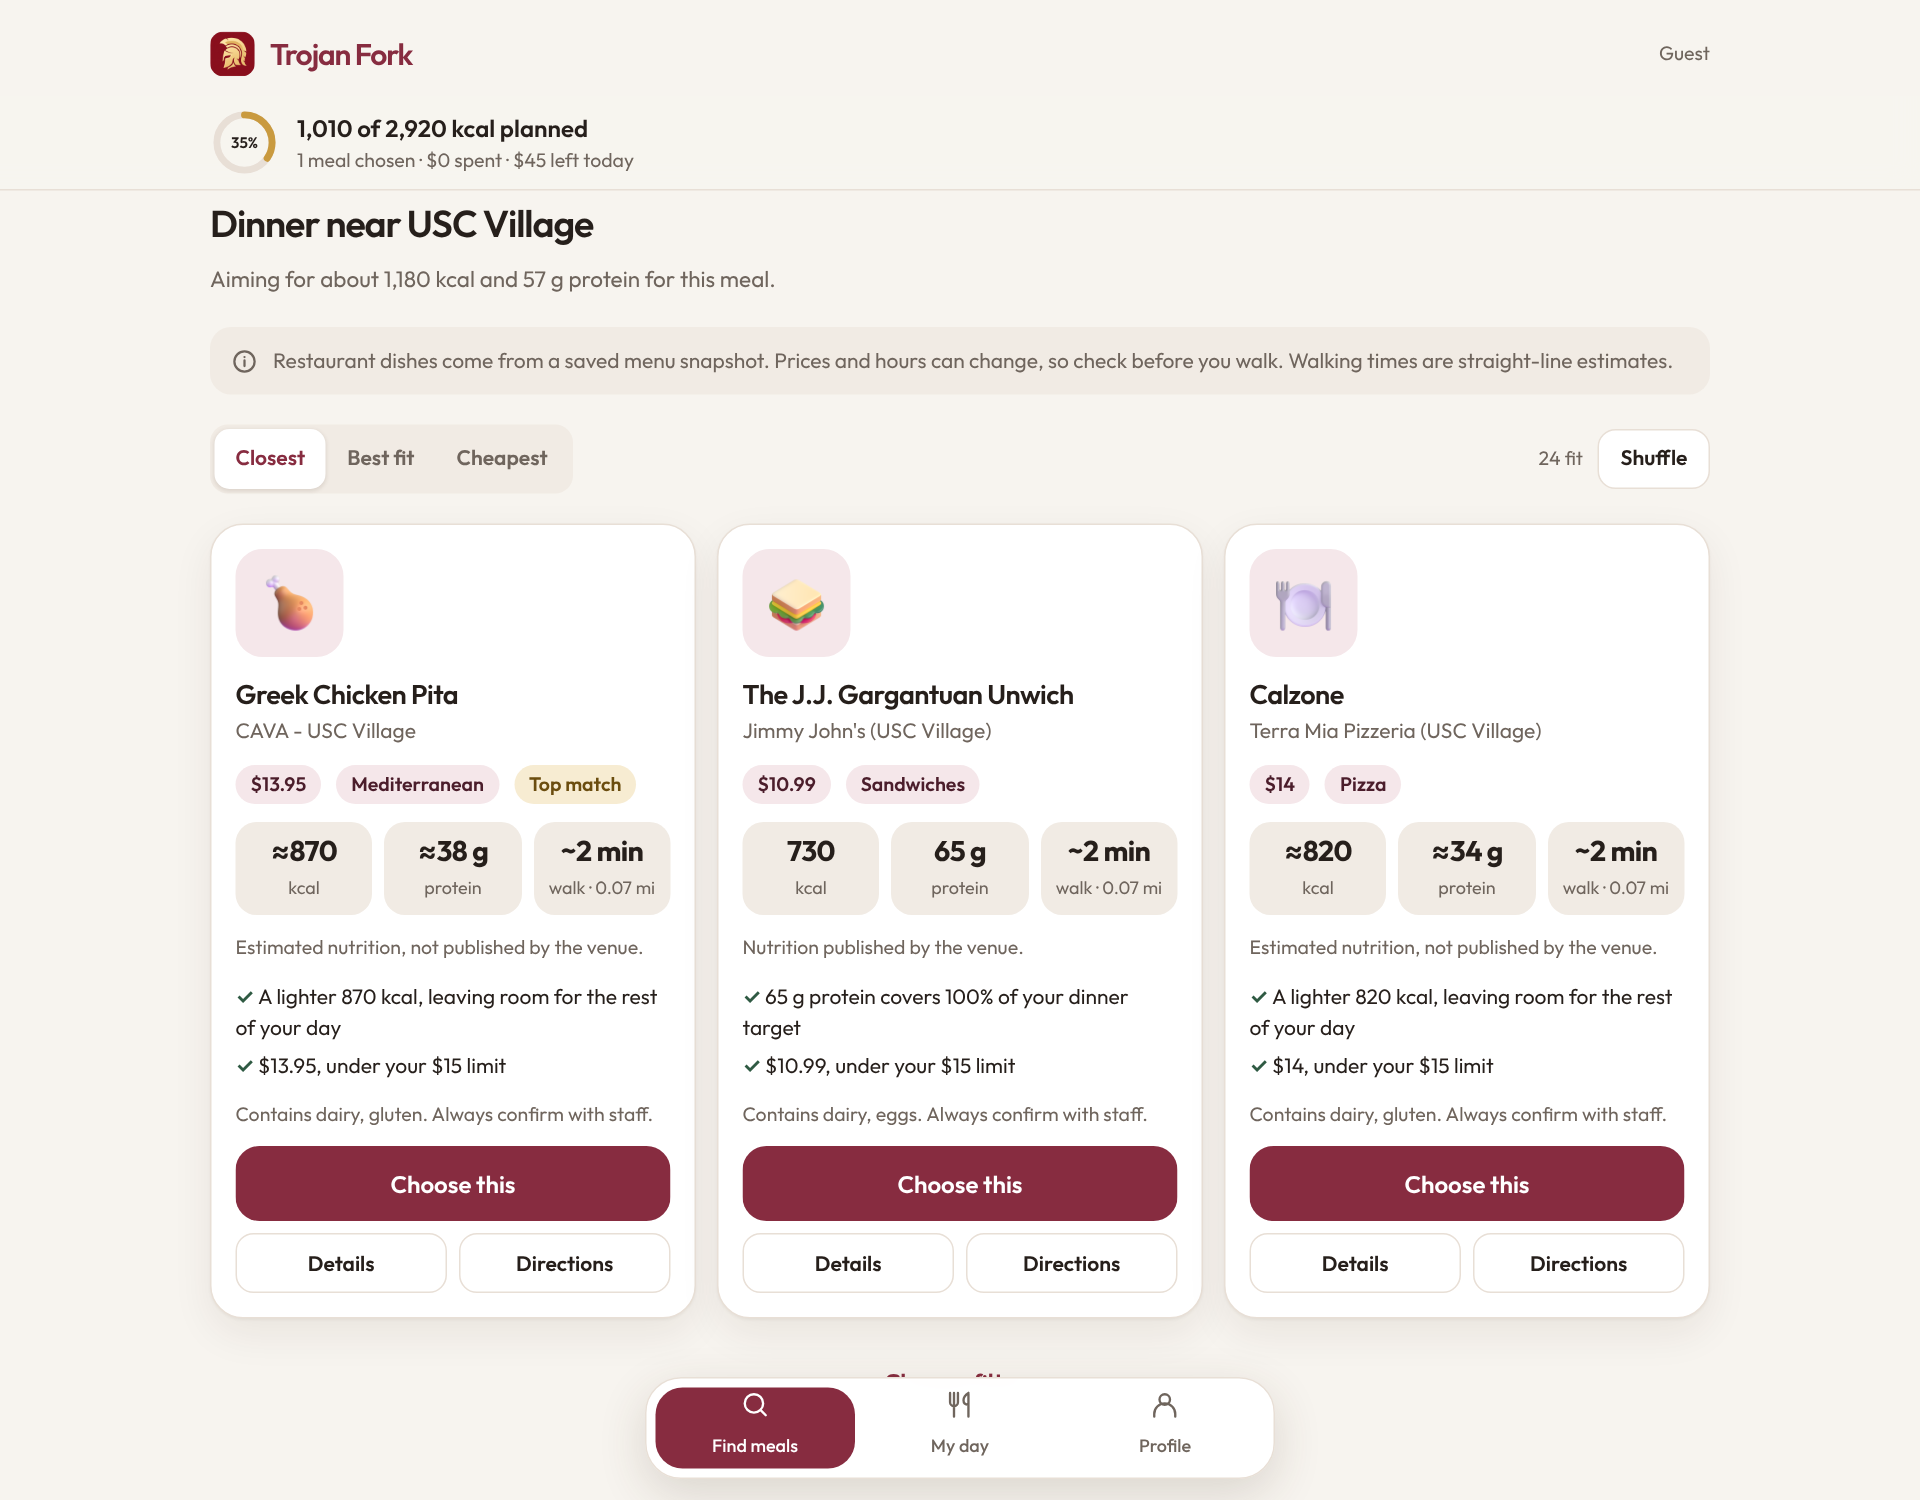 Trojan Fork
Guest
35%
1,010 of 2,920 kcal planned
1 meal chosen · $0 spent · $45 left today
Dinner near USC Village
Aiming for about 1,180 kcal and 57 g protein for this meal.
Restaurant dishes come from a saved menu snapshot. Prices and hours can change, so check before you walk. Walking times are straight-line estimates.
Closest Best fit Cheapest
24 fit Shuffle
Greek Chicken Pita
CAVA - USC Village
$13.95 Mediterranean Top match
≈870 ≈38 g ~2 min
kcal protein walk · 0.07 mi
Estimated nutrition, not published by the venue.
✓ A lighter 870 kcal, leaving room for the rest
of your day
✓ $13.95, under your $15 limit
Contains dairy, gluten. Always confirm with staff.
Choose this
Details Directions
The J.J. Gargantuan Unwich
Jimmy John's (USC Village)
$10.99 Sandwiches
730 65 g ~2 min
kcal protein walk · 0.07 mi
Nutrition published by the venue.
✓ 65 g protein covers 100% of your dinner
target
✓ $10.99, under your $15 limit
Contains dairy, eggs. Always confirm with staff.
Choose this
Details Directions
Calzone
Terra Mia Pizzeria (USC Village)
$14 Pizza
≈820 ≈34 g ~2 min
kcal protein walk · 0.07 mi
Estimated nutrition, not published by the venue.
✓ A lighter 820 kcal, leaving room for the rest
of your day
✓ $14, under your $15 limit
Contains dairy, gluten. Always confirm with staff.
Choose this
Details Directions
Find meals My day Profile